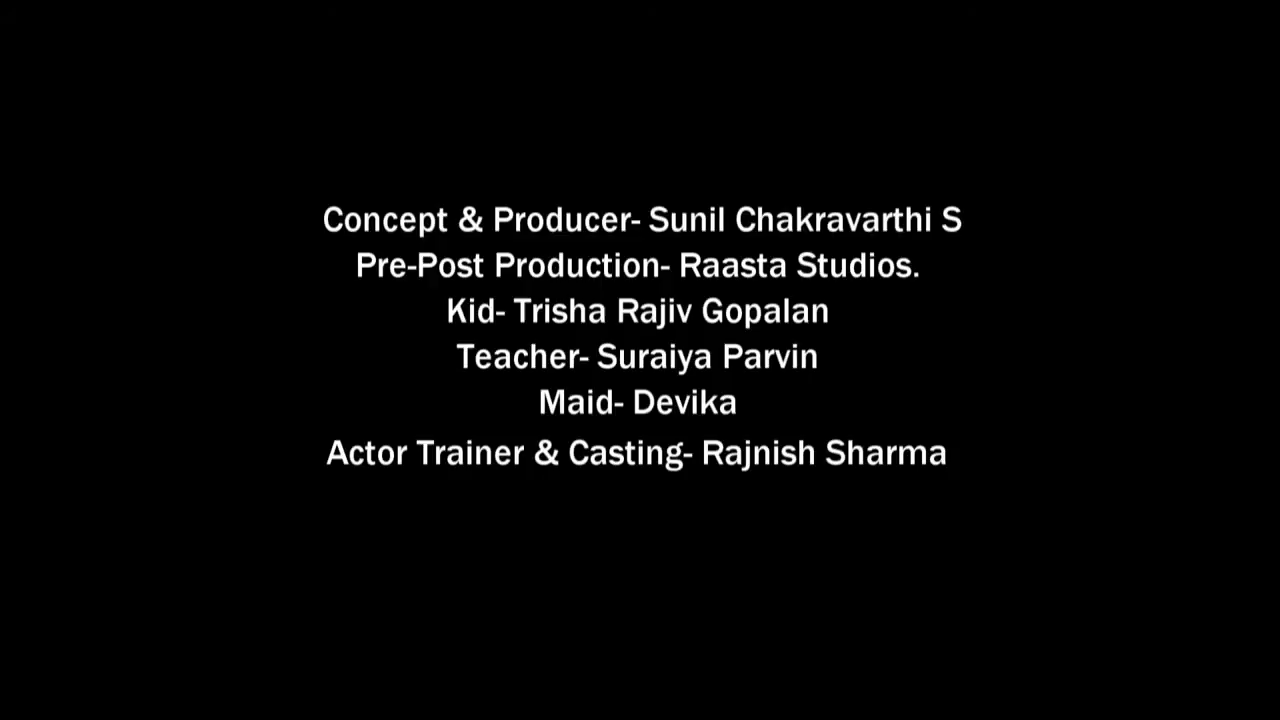 Concept & Producer- Sunil Chakravarthi S
Pre-Post Production- Raasta Studios.
Kid- Trisha Rajiv Gopalan
Teacher- Suraiya Parvin
Maid- Devika
Actor Trainer & Casting- Rajnish Sharma